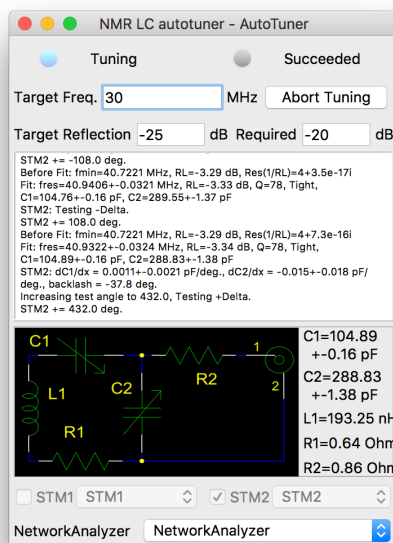 NMR LC autotuner - AutoTuner
Tuning
Succeeded
Target Freq. 30 MHz Abort Tuning
Target Reflection -25 dB Required -20 dB
STM2 += -108.0 deg.
Before Fit: fmin=40.7221 MHz, RL=-3.29 dB, Res(1/RL)=4+3.5e-17i
Fit: fres=40.9406+-0.0321 MHz, RL=-3.33 dB, Q=78, Tight,
C1=104.76+-0.16 pF, C2=289.55+-1.37 pF
STM2: Testing -Delta.
STM2 += 108.0 deg.
Before Fit: fmin=40.7221 MHz, RL=-3.29 dB, Res(1/RL)=4+7.3e-16i
Fit: fres=40.9322+-0.0324 MHz, RL=-3.34 dB, Q=78, Tight,
C1=104.89+-0.16 pF, C2=288.83+-1.38 pF
STM2: dC1/dx = 0.0011+-0.0021 pF/deg., dC2/dx = -0.015+-0.018 pF/
deg., backlash = -37.8 deg.
Increasing test angle to 432.0, Testing +Delta.
STM2 += 432.0 deg.
C1
1
R2
C2
2
L1
R1
C1=104.89
+-0.16 pF
C2=288.83
+-1.38 pF
L1=193.25 nH
R1=0.64 Ohm
R2=0.86 Ohm
STM1 STM1 STM2 STM2
NetworkAnalyzer NetworkAnalyzer